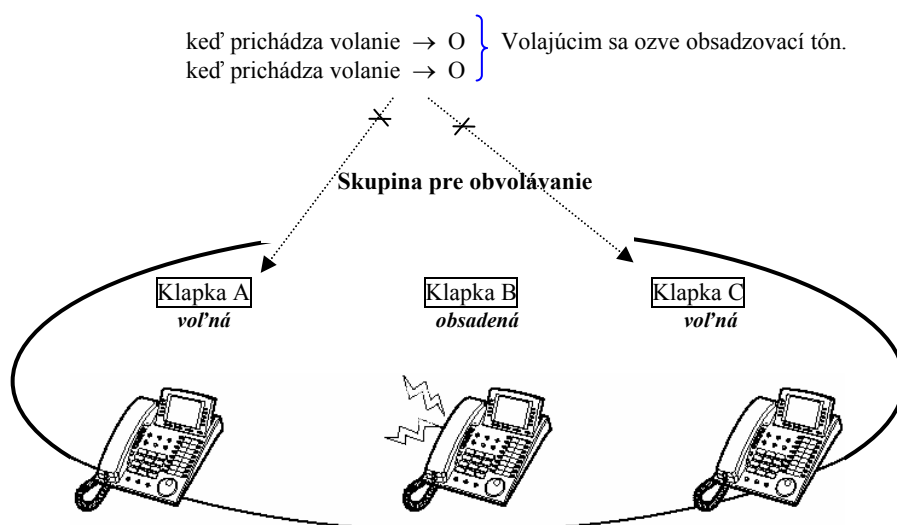 keď prichádza volanie → O
keď prichádza volanie → O
Volajúcim sa ozve obsadzovací tón.
Skupina pre obvolávanie
Klapka A Klapka B Klapka C
voľná obsadená voľná